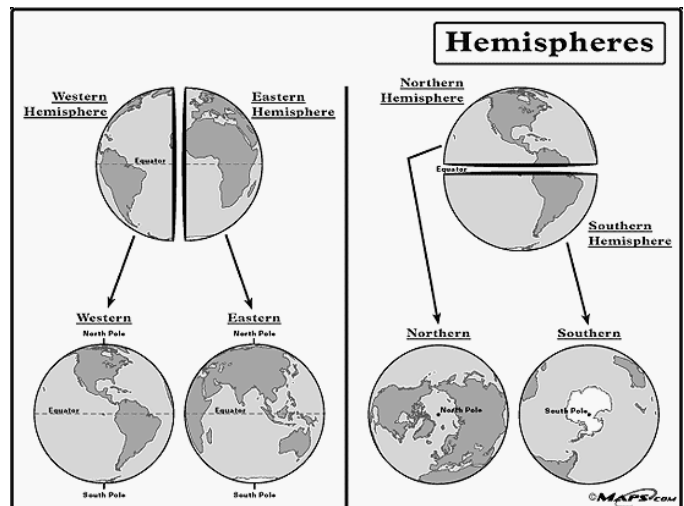 Hemispheres
Western
Hemisphere
Eastern
Hemisphere
Equator
Western
North Pole
Equator
South Pole
Eastern
North Pole
Equator
South Pole
Northern
Hemisphere
Equator
Southern
Hemisphere
Northern
North Pole
Southern
South Pole
©MAPS.COM